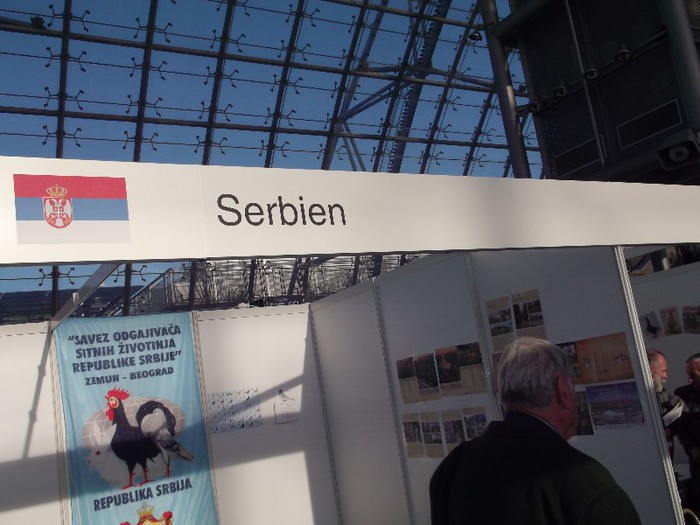 Serbien
"SAVEZ ODGAJIVAČA
SITNIH ŽIVOTINJA
REPUBLIKE SRBIJE"
ZEMUN - BEOGRAD
REPUBLIKA SRBIJA